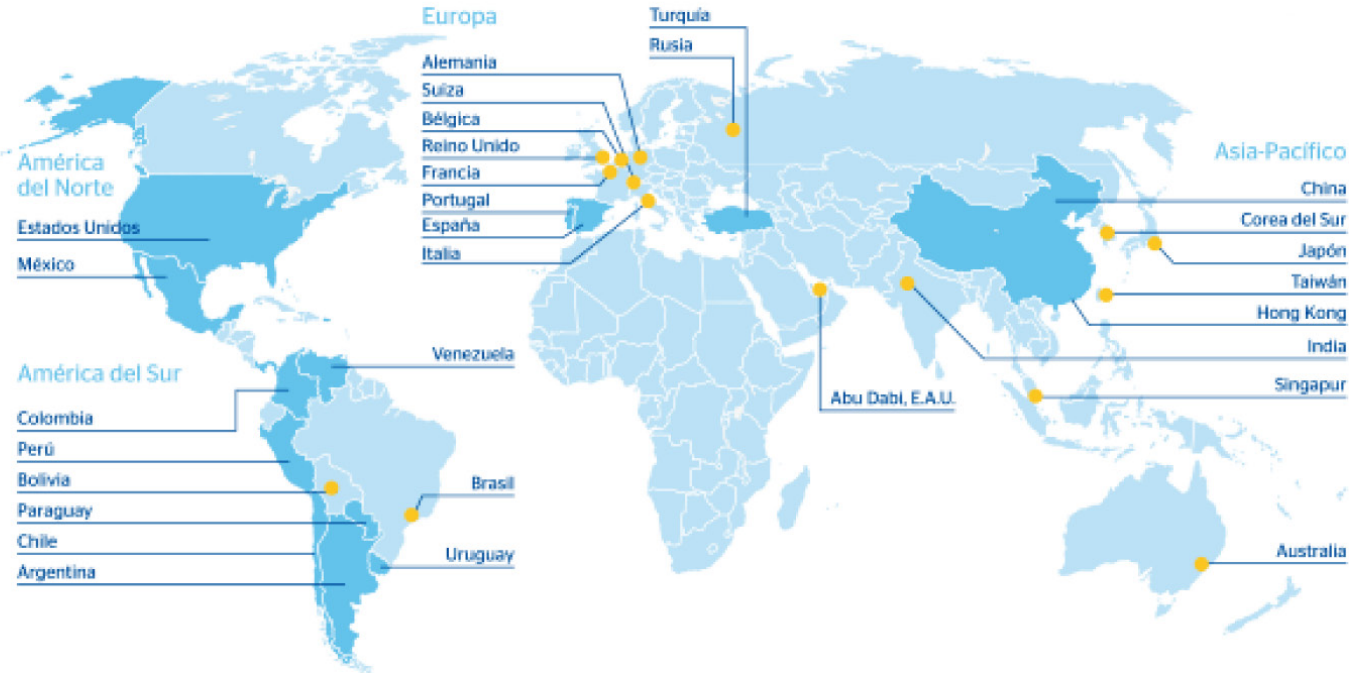 Europa
Alemania
Suiza
Bélgica
Reino Unido
Francia
Portugal
España
Italia
Turquía
Rusia
América
del Norte
Estados Unidos
México
América del Sur
Colombia
Perú
Bolivia
Paraguay
Chile
Argentina
Venezuela
Brasil
Uruguay
Abu Dabi, E.A.U.
Asia-Pacífico
China
Corea del Sur
Japón
Taiwán
Hong Kong
India
Singapur
Australia